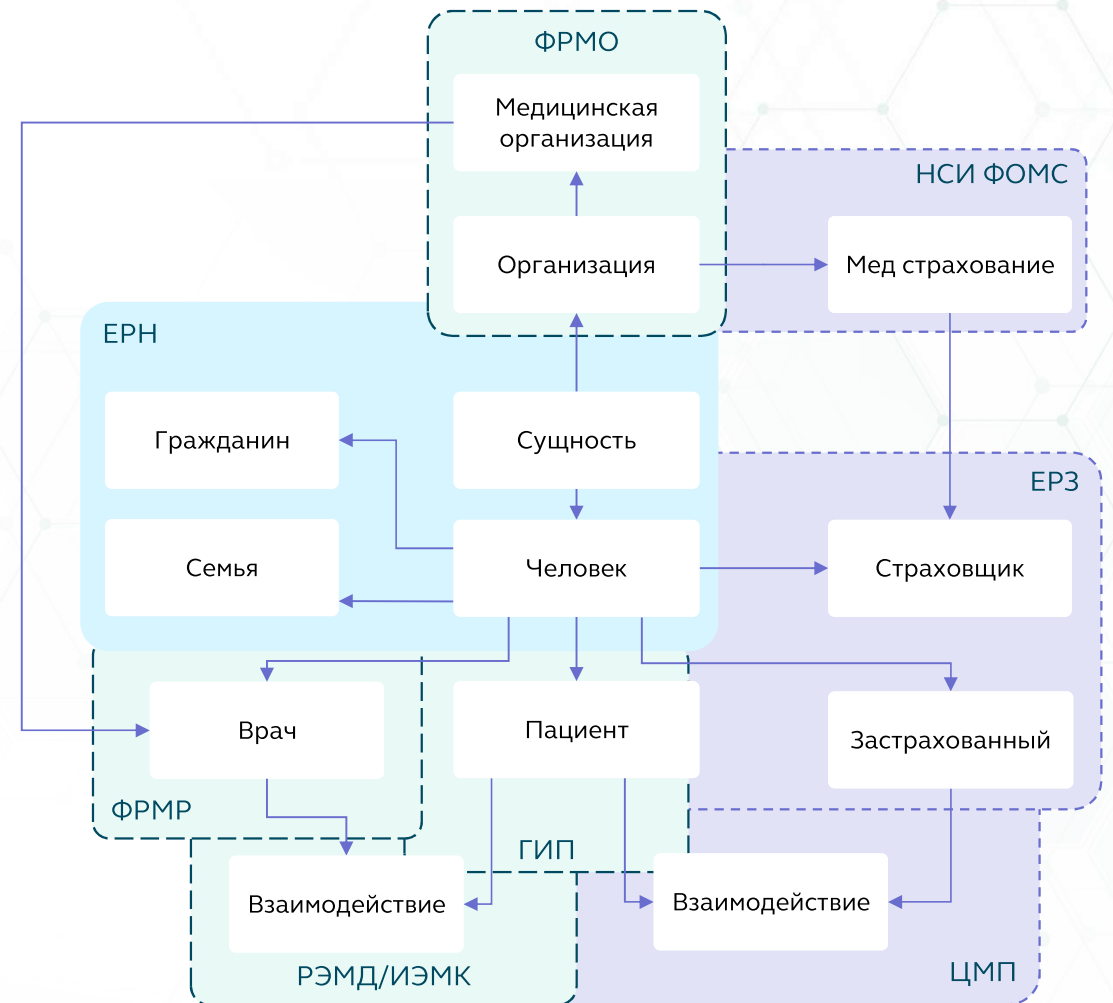 ФРМО
Медицинская
организация
НСИ ФОМС
Организация
Мед страхование
ЕРН
Гражданин
Сущность
ЕРЗ
Семья
Человек
Страховщик
Врач
Пациент
Застрахованный
ФРМР
ГИП
Взаимодействие
Взаимодействие
РЭМД/ИЭМК
ЦМП